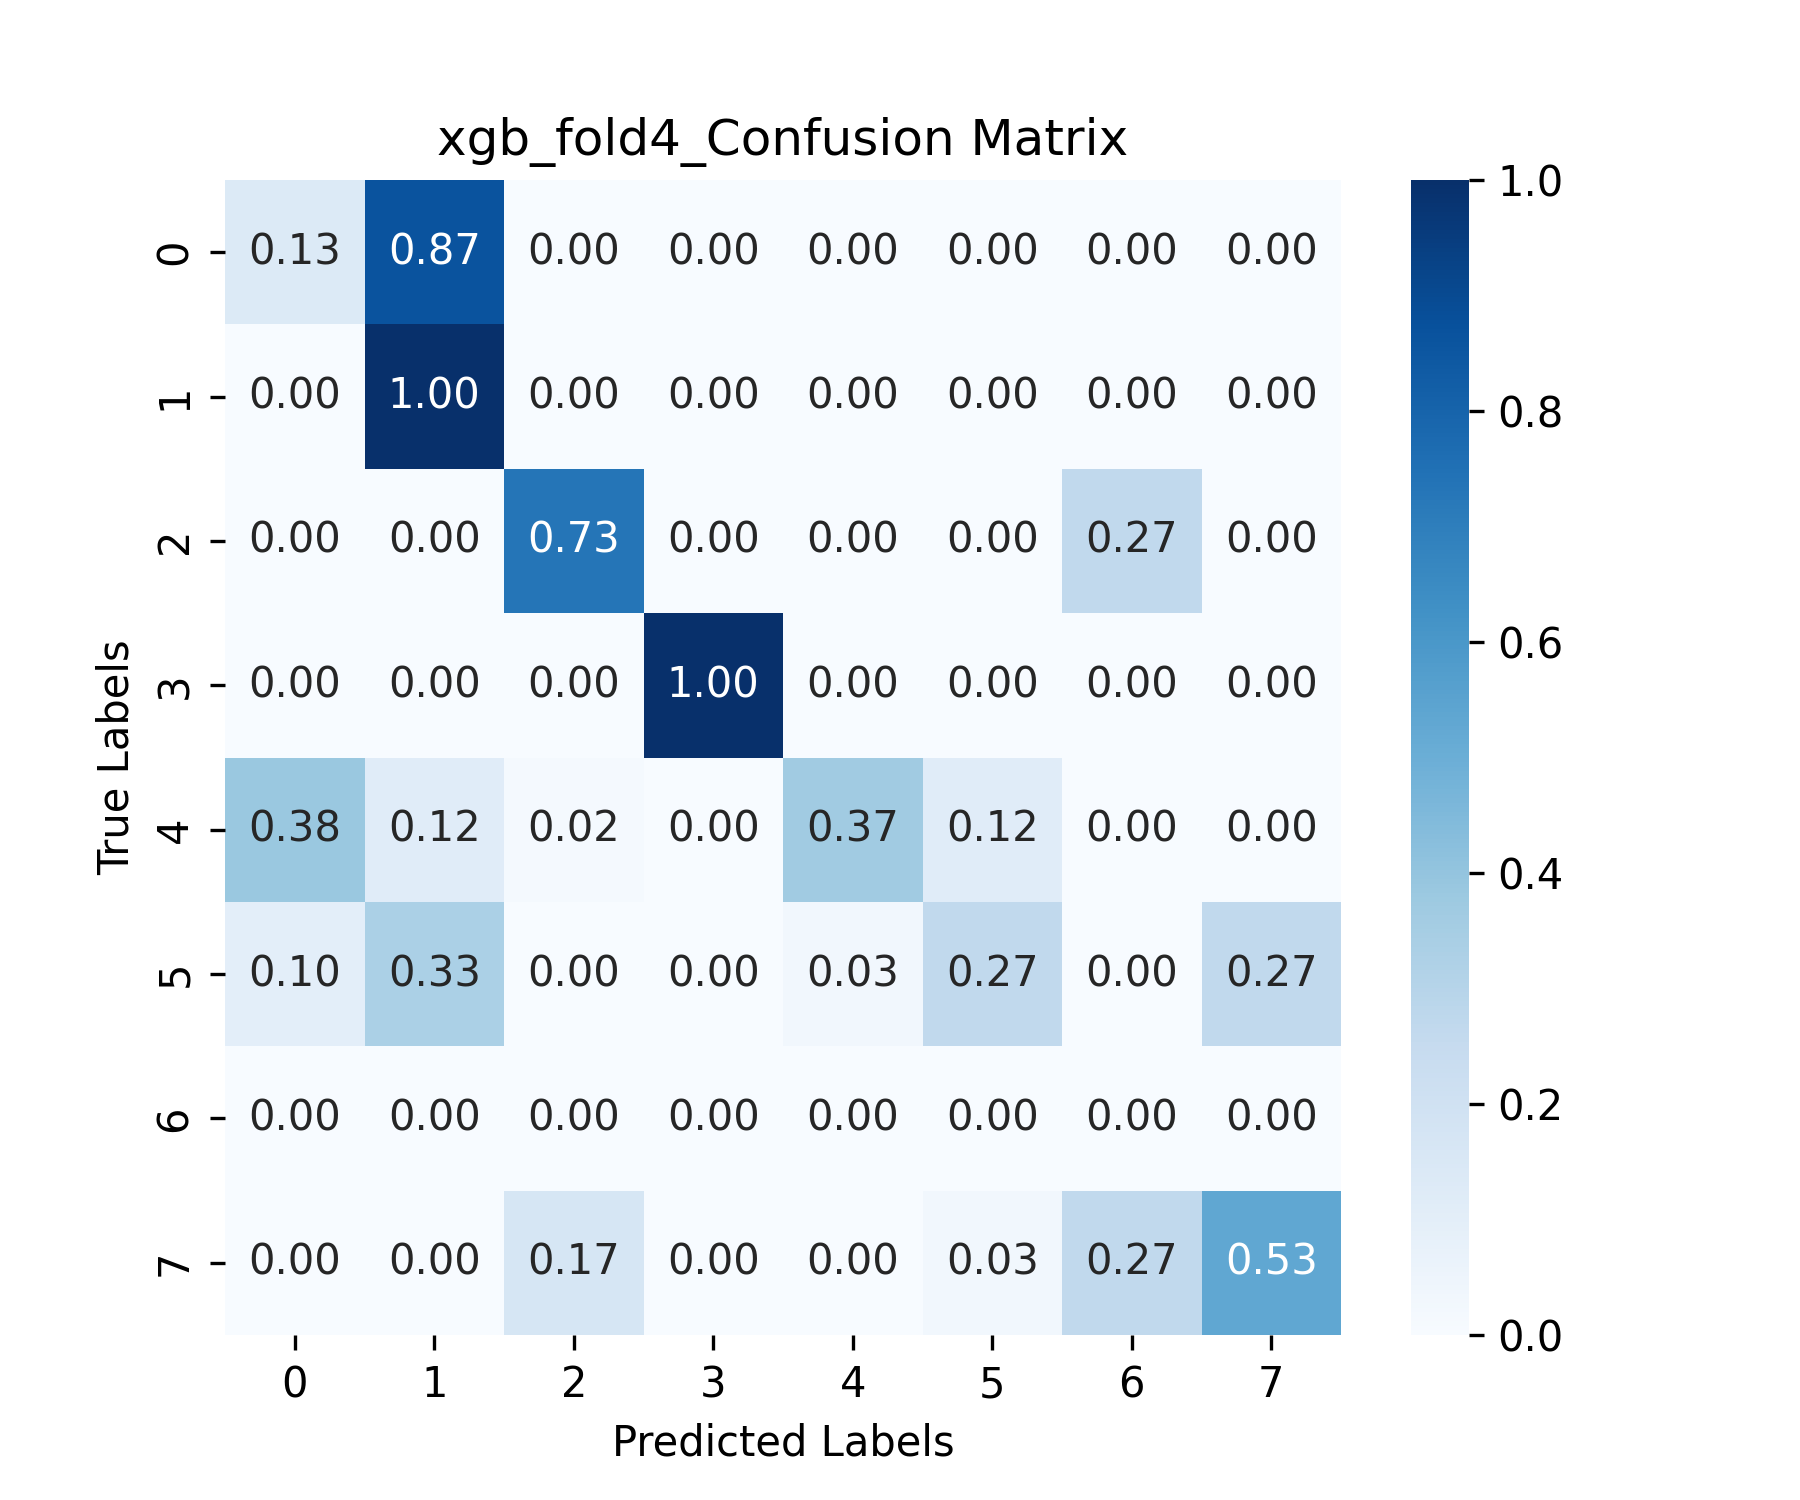 xgb_fold4_Confusion Matrix
0 0.13 0.87 0.00 0.00 0.00 0.00 0.00 0.00
1 0.00 1.00 0.00 0.00 0.00 0.00 0.00 0.00
2 0.00 0.00 0.73 0.00 0.00 0.00 0.27 0.00
3 0.00 0.00 0.00 1.00 0.00 0.00 0.00 0.00
4 0.38 0.12 0.02 0.00 0.37 0.12 0.00 0.00
5 0.10 0.33 0.00 0.00 0.03 0.27 0.00 0.27
6 0.00 0.00 0.00 0.00 0.00 0.00 0.00 0.00
7 0.00 0.00 0.17 0.00 0.00 0.03 0.27 0.53
0 1 2 3 4 5 6 7
Predicted Labels
True Labels
1.0
0.8
0.6
0.4
0.2
0.0